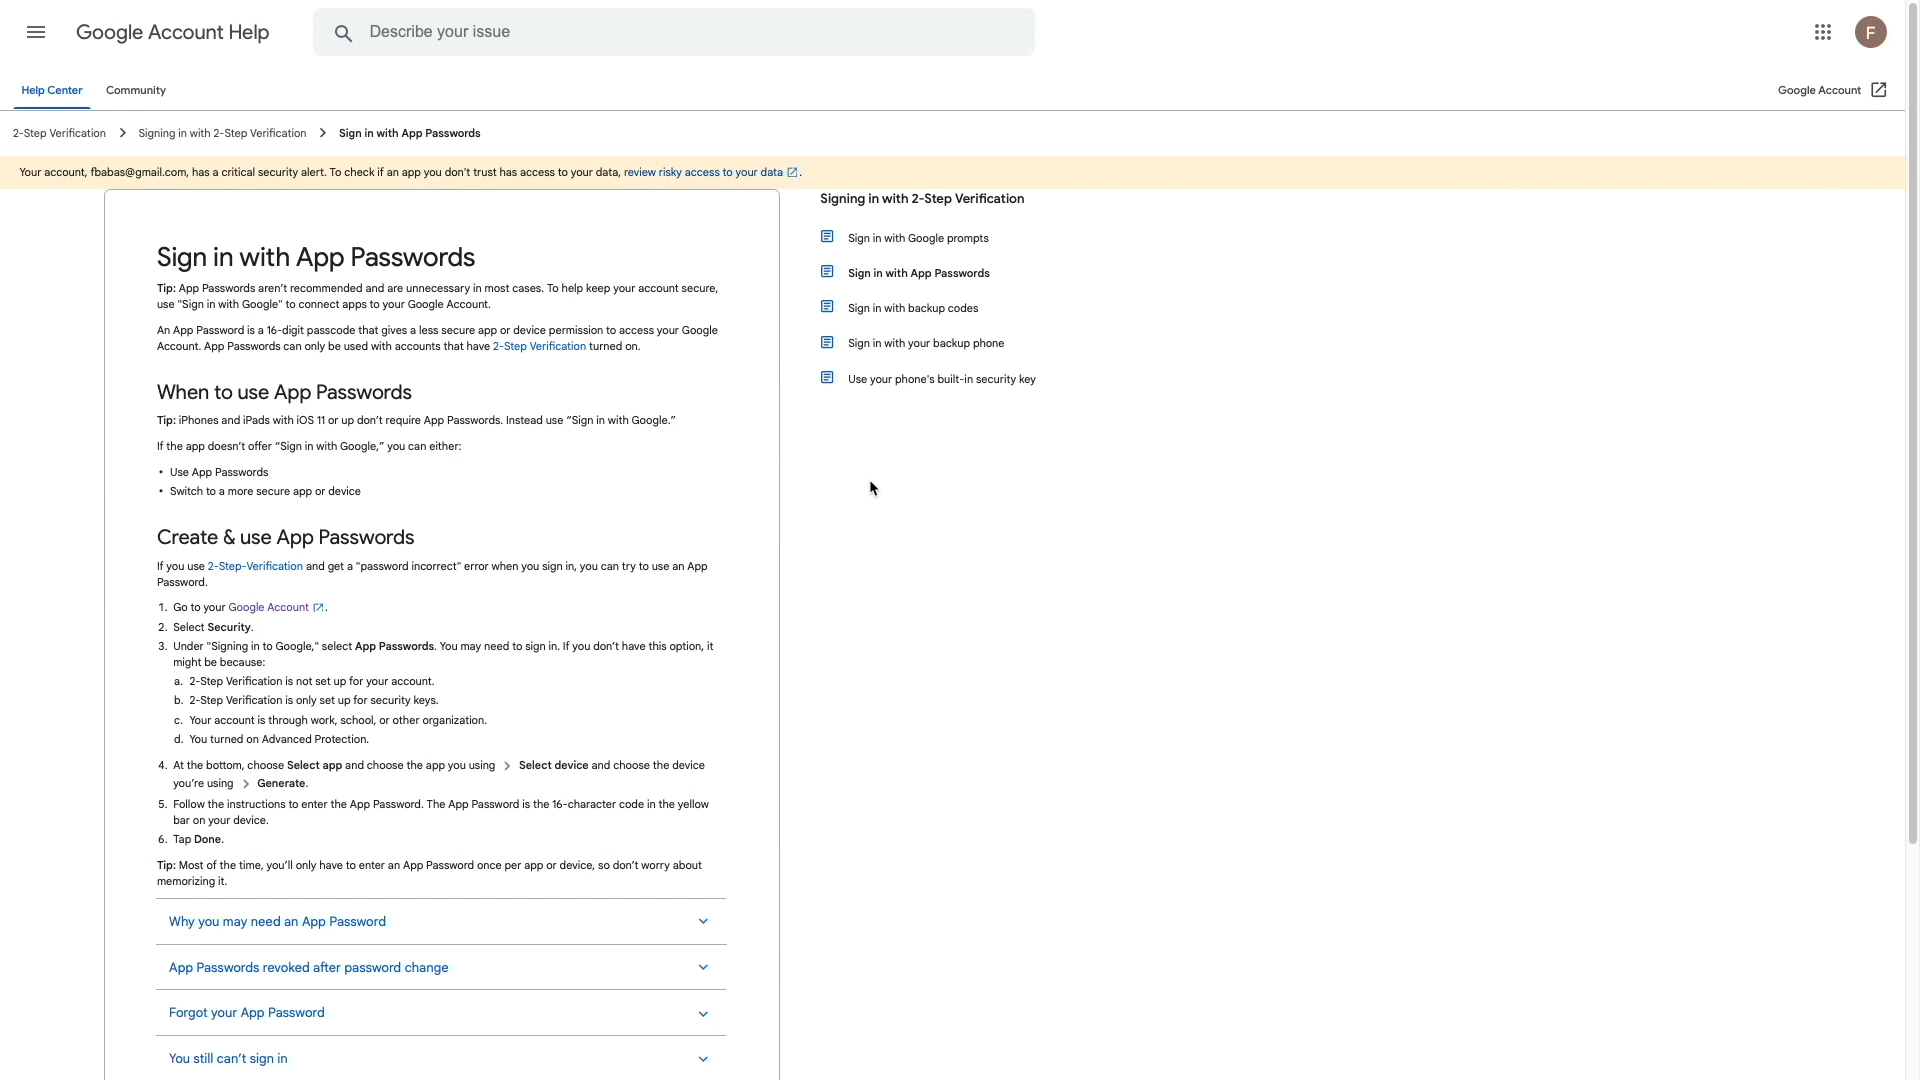 Google Account Help
Describe your issue
F
Help Center
Community
Google Account
2-Step Verification
Signing in with 2-Step Verification
Sign in with App Passwords
Your account, fbabas@gmail.com, has a critical security alert. To check if an app you don't trust has access to your data, review risky access to your data .
Sign in with App Passwords
Tip: App Passwords aren't recommended and are unnecessary in most cases. To help keep your account secure,
use "Sign in with Google" to connect apps to your Google Account.
An App Password is a 16-digit passcode that gives a less secure app or device permission to access your Google
Account. App Passwords can only be used with accounts that have 2-Step Verification turned on.
When to use App Passwords
Tip: iPhones and iPads with iOS 11 or up don't require App Passwords. Instead use “Sign in with Google.”
If the app doesn't offer “Sign in with Google,” you can either:
• Use App Passwords
• Switch to a more secure app or device
Create & use App Passwords
If you use 2-Step-Verification and get a "password incorrect" error when you sign in, you can try to use an App
Password.
1. Go to your Google Account .
2. Select Security.
3. Under "Signing in to Google," select App Passwords. You may need to sign in. If you don't have this option, it
might be because:
a. 2-Step Verification is not set up for your account.
b. 2-Step Verification is only set up for security keys.
c. Your account is through work, school, or other organization.
d. You turned on Advanced Protection.
4. At the bottom, choose Select app and choose the app you using > Select device and choose the device
you're using > Generate.
5. Follow the instructions to enter the App Password. The App Password is the 16-character code in the yellow
bar on your device.
6. Tap Done.
Tip: Most of the time, you'll only have to enter an App Password once per app or device, so don't worry about
memorizing it.
Why you may need an App Password
App Passwords revoked after password change
Forgot your App Password
You still can't sign in
Signing in with 2-Step Verification
Sign in with Google prompts
Sign in with App Passwords
Sign in with backup codes
Sign in with your backup phone
Use your phone's built-in security key